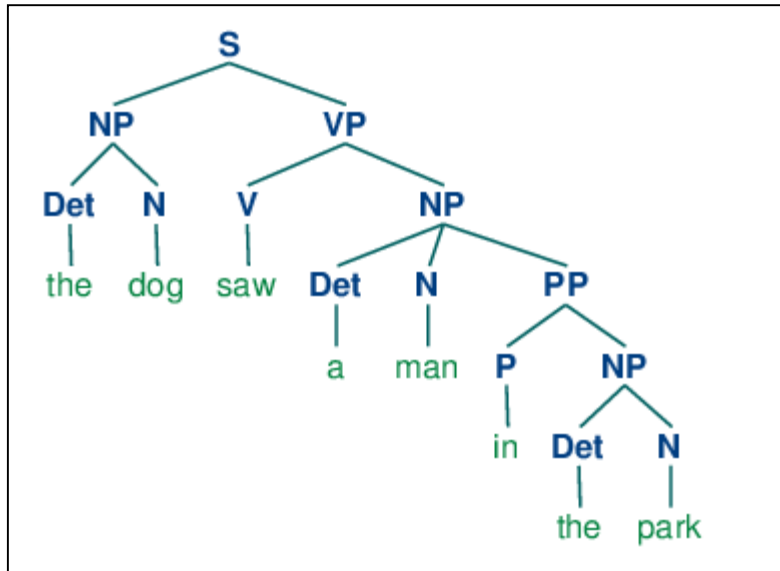 S
NP VP
Det N V NP
the dog saw Det N PP
a man P NP
in Det N
the park